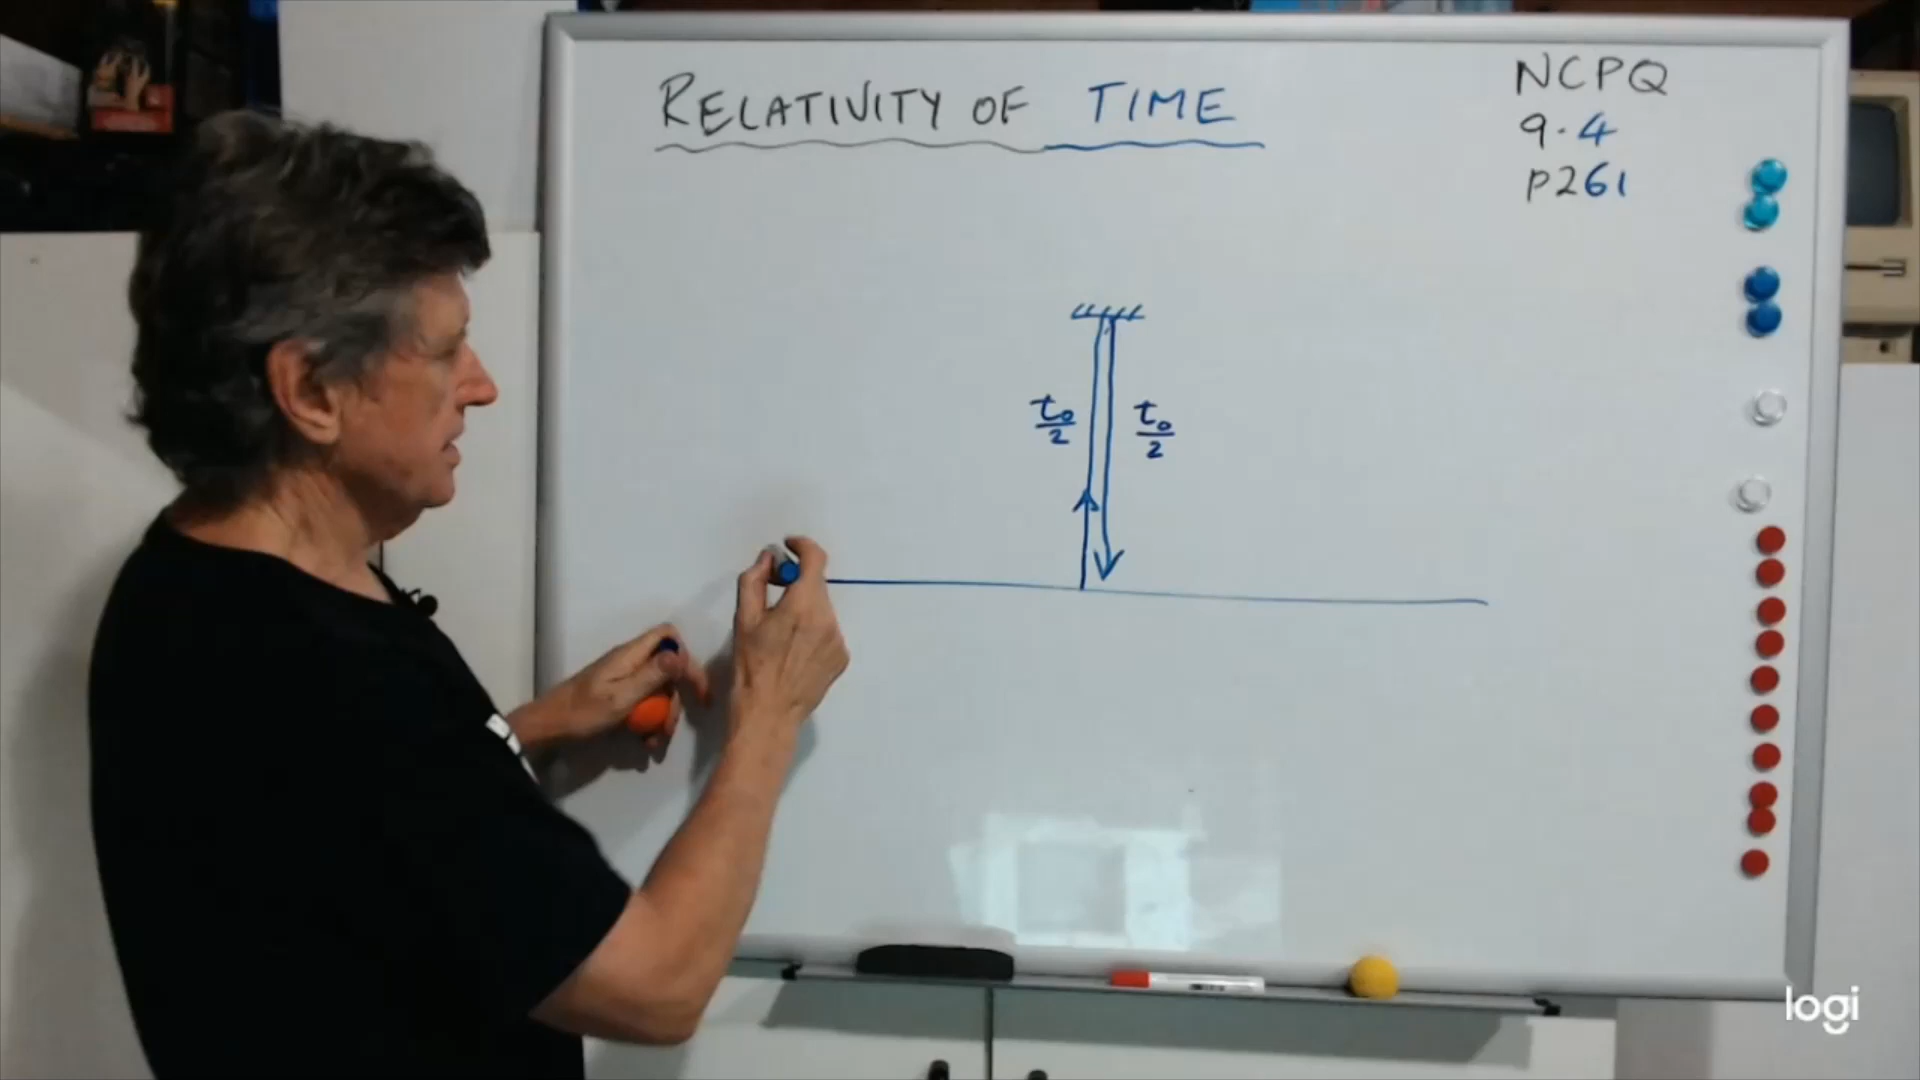 RELATIVITY OF TIME
NCPQ
9.4
p261
t₀/2
t₀/2
logi